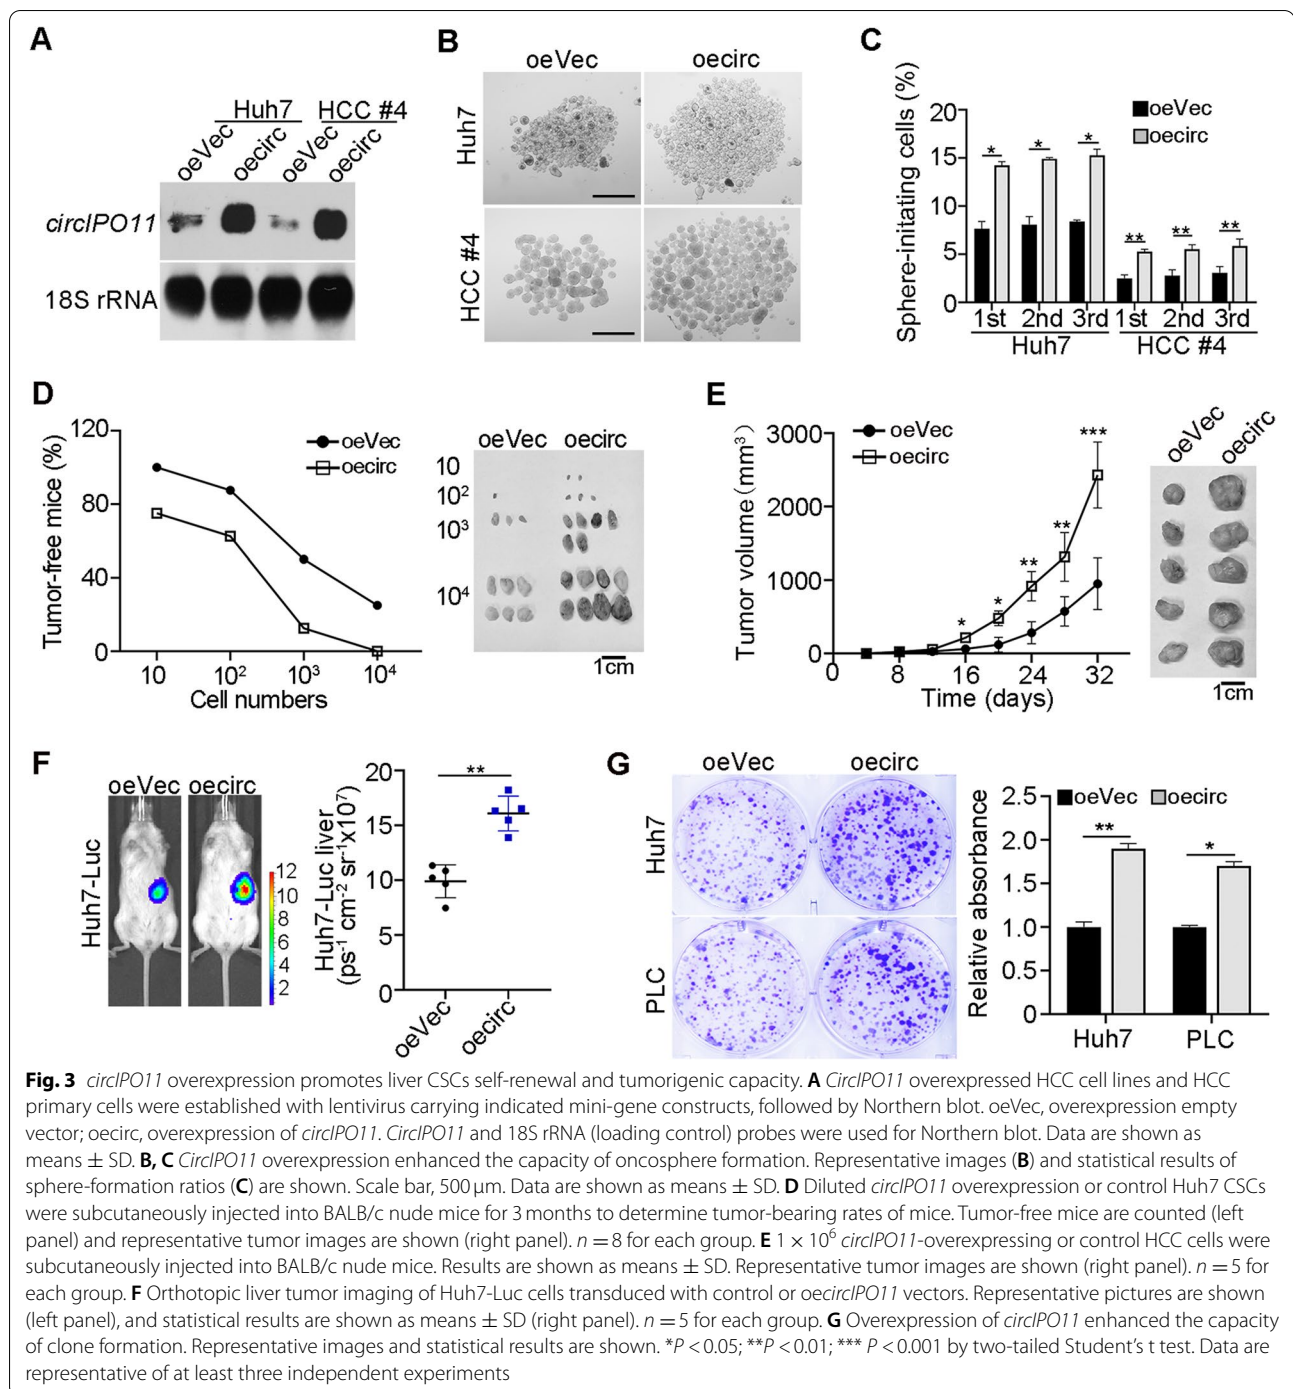 A
Huh7 HCC #4
oeVec oecirc oeVec oecirc
circIPO11
18S rRNA
B
oeVec oecirc
Huh7
HCC #4
C
Sphere-initating cells (%)
20
15
10
5
0
oeVec
oecirc
* * * ** ** **
1st 2nd 3rd 1st 2nd 3rd
Huh7 HCC #4
D
Tumor-free mice (%)
120
80
40
0
oeVec
oecirc
10 10² 10³ 10⁴
Cell numbers
oeVec oecirc
10
10²
10³
10⁴
1cm
E
Tumor volume (mm³)
3000
2000
1000
0
oeVec
oecirc
* * ** ** ***
0 8 16 24 32
Time (days)
oeVec oecirc
1cm
F
oeVec oecirc
Huh7-Luc
12
10
8
6
4
2
Huh7-Luc liver
(ps⁻¹ cm⁻² sr⁻¹x10⁷)
20
15
10
5
0
**
oeVec oecirc
G
oeVec oecirc
Huh7
PLC
Relative absorbance
2.5
2.0
1.5
1.0
0.5
0
oeVec oecirc
** *
Huh7 PLC
Fig. 3 circIPO11 overexpression promotes liver CSCs self-renewal and tumorigenic capacity. A CircIPO11 overexpressed HCC cell lines and HCC
primary cells were established with lentivirus carrying indicated mini-gene constructs, followed by Northern blot. oeVec, overexpression empty
vector; oecirc, overexpression of circIPO11. CircIPO11 and 18S rRNA (loading control) probes were used for Northern blot. Data are shown as
means ± SD. B, C CircIPO11 overexpression enhanced the capacity of oncosphere formation. Representative images (B) and statistical results of
sphere-formation ratios (C) are shown. Scale bar, 500 μm. Data are shown as means ± SD. D Diluted circIPO11 overexpression or control Huh7 CSCs
were subcutaneously injected into BALB/c nude mice for 3 months to determine tumor-bearing rates of mice. Tumor-free mice are counted (left
panel) and representative tumor images are shown (right panel). n = 8 for each group. E 1 × 10⁶ circIPO11-overexpressing or control HCC cells were
subcutaneously injected into BALB/c nude mice. Results are shown as means ± SD. Representative tumor images are shown (right panel). n = 5 for
each group. F Orthotopic liver tumor imaging of Huh7-Luc cells transduced with control or oecircIPO11 vectors. Representative pictures are shown
(left panel), and statistical results are shown as means ± SD (right panel). n = 5 for each group. G Overexpression of circIPO11 enhanced the capacity
of clone formation. Representative images and statistical results are shown. *P < 0.05; **P < 0.01; *** P < 0.001 by two-tailed Student's t test. Data are
representative of at least three independent experiments